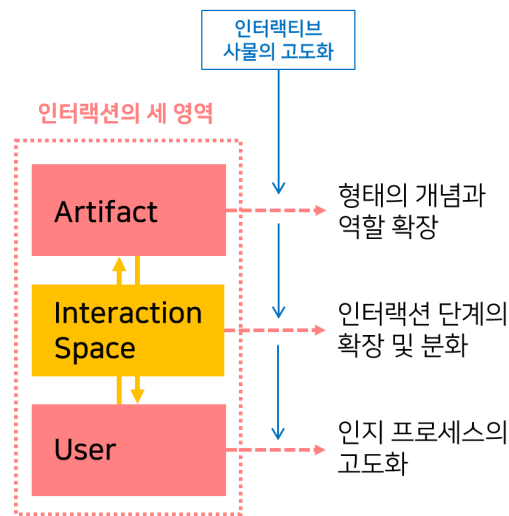 인터랙티브
사물의 고도화
인터랙션의 세 영역
Artifact
형태의 개념과
역할 확장
Interaction
Space
인터랙션 단계의
확장 및 분화
User
인지 프로세스의
고도화